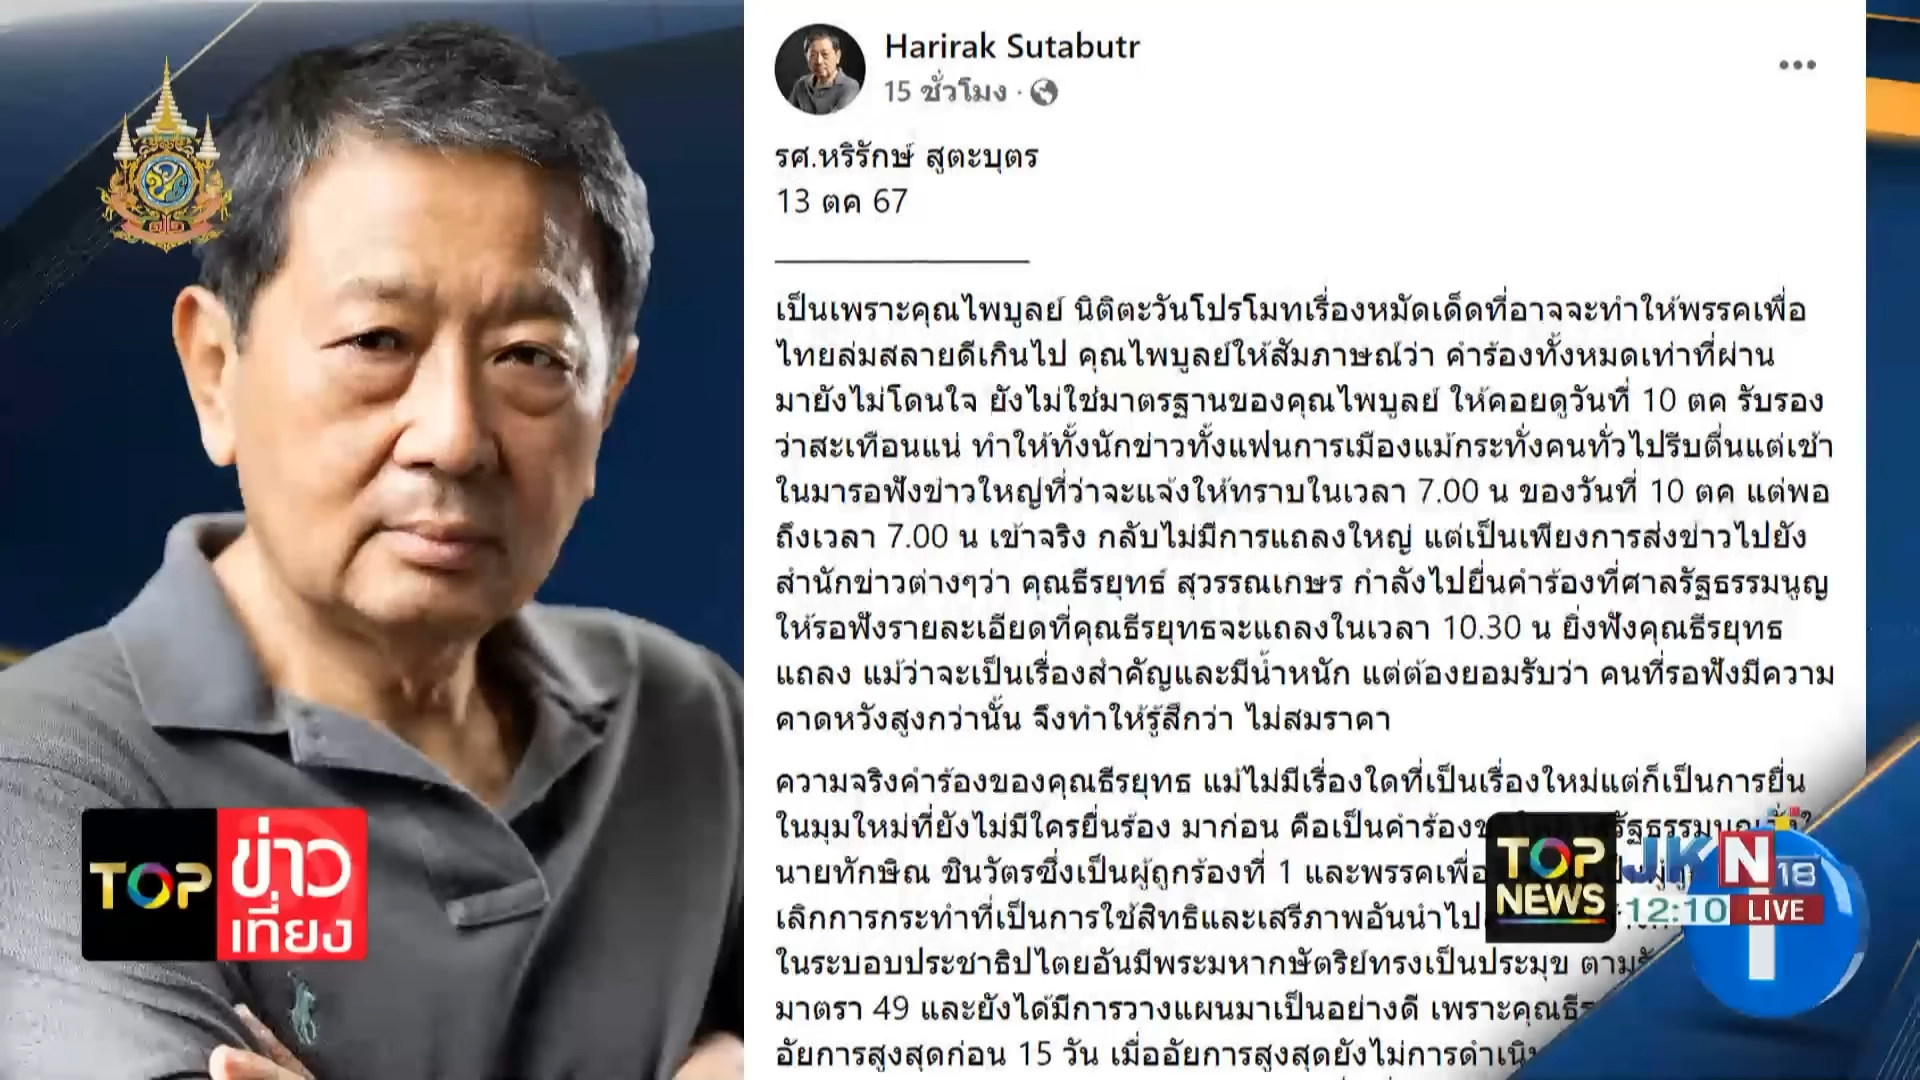 Harirak Sutabutr
15 ชั่วโมง ·
รศ.หริรักษ์ สูตะบุตร
13 ตค 67
เป็นเพราะคุณไพบูลย์ นิติตะวันโปรโมทเรื่องหมัดเด็ดที่อาจจะทำให้พรรคเพื่อ
ไทยล่มสลายดีเกินไป คุณไพบูลย์ให้สัมภาษณ์ว่า คำร้องทั้งหมดเท่าที่ผ่าน
มายังไม่โดนใจ ยังไม่ใช่มาตรฐานของคุณไพบูลย์ ให้คอยดูวันที่ 10 ตค รับรอง
ว่าสะเทือนแน่ ทำให้ทั้งนักข่าวทั้งแฟนการเมืองแม้กระทั่งคนทั่วไปรีบตื่นแต่เช้า
ในมารอฟังข่าวใหญ่ที่ว่าจะแจ้งให้ทราบในเวลา 7.00 น ของวันที่ 10 ตค แต่พอ
ถึงเวลา 7.00 น เข้าจริง กลับไม่มีการแถลงใหญ่ แต่เป็นเพียงการส่งข่าวไปยัง
สำนักข่าวต่างๆว่า คุณธีรยุทธ์ สุวรรณเกษร กำลังไปยื่นคำร้องที่ศาลรัฐธรรมนูญ
ให้รอฟังรายละเอียดที่คุณธีรยุทธจะแถลงในเวลา 10.30 น ยิ่งฟังคุณธีรยุทธ
แถลง แม้ว่าจะเป็นเรื่องสำคัญและมีน้ำหนัก แต่ต้องยอมรับว่า คนที่รอฟังมีความ
คาดหวังสูงกว่านั้น จึงทำให้รู้สึกว่า ไม่สมราคา
ความจริงคำร้องของคุณธีรยุทธ แม้ไม่มีเรื่องใดที่เป็นเรื่องใหม่แต่ก็เป็นการยื่น
ในมุมใหม่ที่ยังไม่มีใครยื่นร้อง มาก่อน คือเป็นคำร้อง
นายทักษิณ ชินวัตรซึ่งเป็นผู้ถูกร้องที่ 1 และพรรคเพื่อ
เลิกการกระทำที่เป็นการใช้สิทธิและเสรีภาพอันนำไป
ในระบอบประชาธิปไตยอันมีพระมหากษัตริย์ทรงเป็นประมุข
มาตรา 49 และยังได้มีการวางแผนมาเป็นอย่างดี
อัยการสูงสุดก่อน 15 วัน เมื่ออัยการสูงสุดยังไม่การ
TOP ข่าวเที่ยง
TOP NEWS
JKN 18
12:10 LIVE